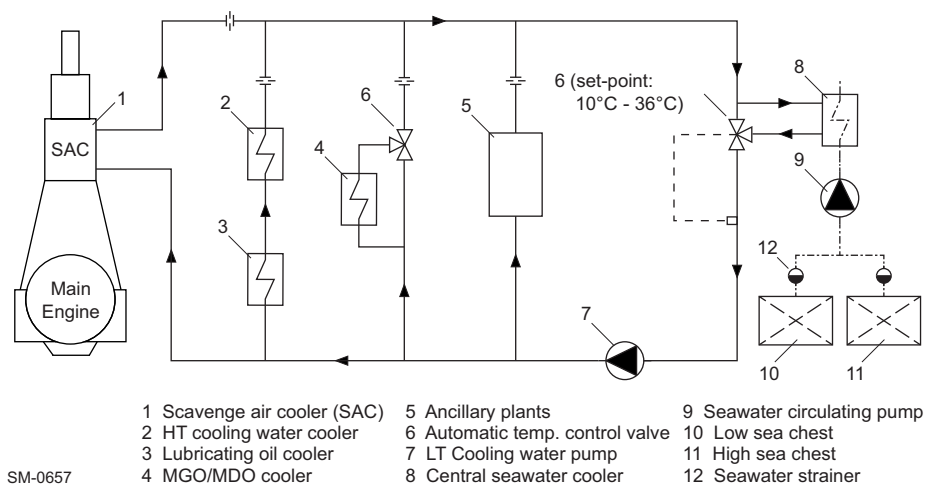 1
SAC
Main
Engine
2
3
4
6
5
6 (set-point:
10°C - 36°C)
8
9
12
7
10
11
1 Scavenge air cooler (SAC)
2 HT cooling water cooler
3 Lubricating oil cooler
4 MGO/MDO cooler
5 Ancillary plants
6 Automatic temp. control valve
7 LT Cooling water pump
8 Central seawater cooler
9 Seawater circulating pump
10 Low sea chest
11 High sea chest
12 Seawater strainer
SM-0657